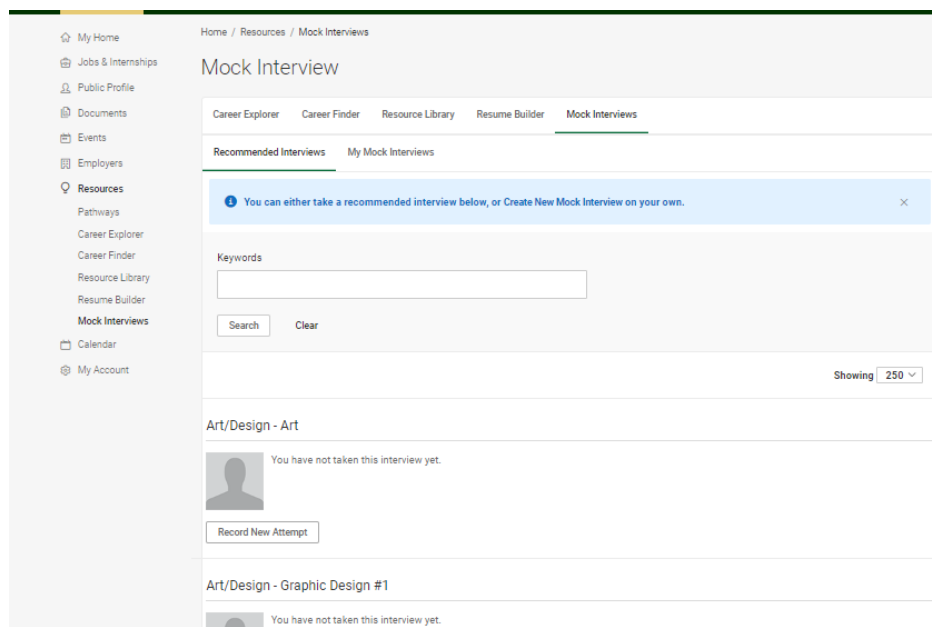 My Home
Jobs & Internships
Public Profile
Documents
Events
Employers
Resources
Pathways
Career Explorer
Career Finder
Resource Library
Resume Builder
Mock Interviews
Calendar
My Account
Home / Resources / Mock Interviews
Mock Interview
Career Explorer Career Finder Resource Library Resume Builder Mock Interviews
Recommended Interviews My Mock Interviews
You can either take a recommended interview below, or Create New Mock Interview on your own.
Keywords
Search Clear
Showing 250
Art/Design - Art
You have not taken this interview yet.
Record New Attempt
Art/Design - Graphic Design #1
You have not taken this interview yet.